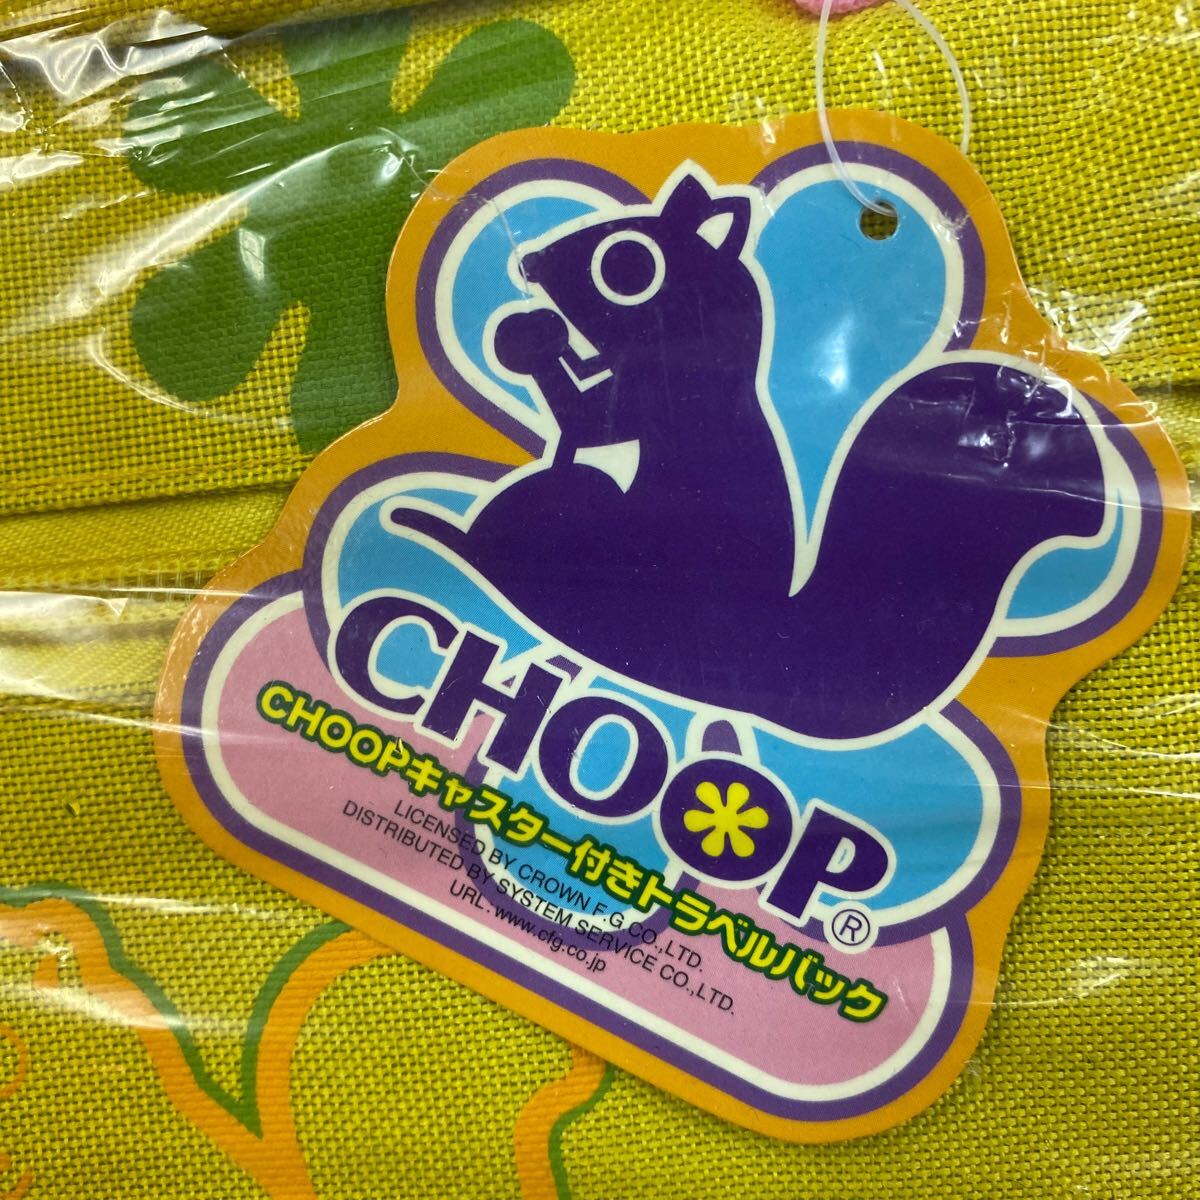 CHOOP®
CHOOPキャスター付きトラベルバック
LICENSED BY CROWN F.G CO.,LTD.
DISTRIBUTED BY SYSTEM SERVICE CO.,LTD.
URL. www.cfg.co.jp